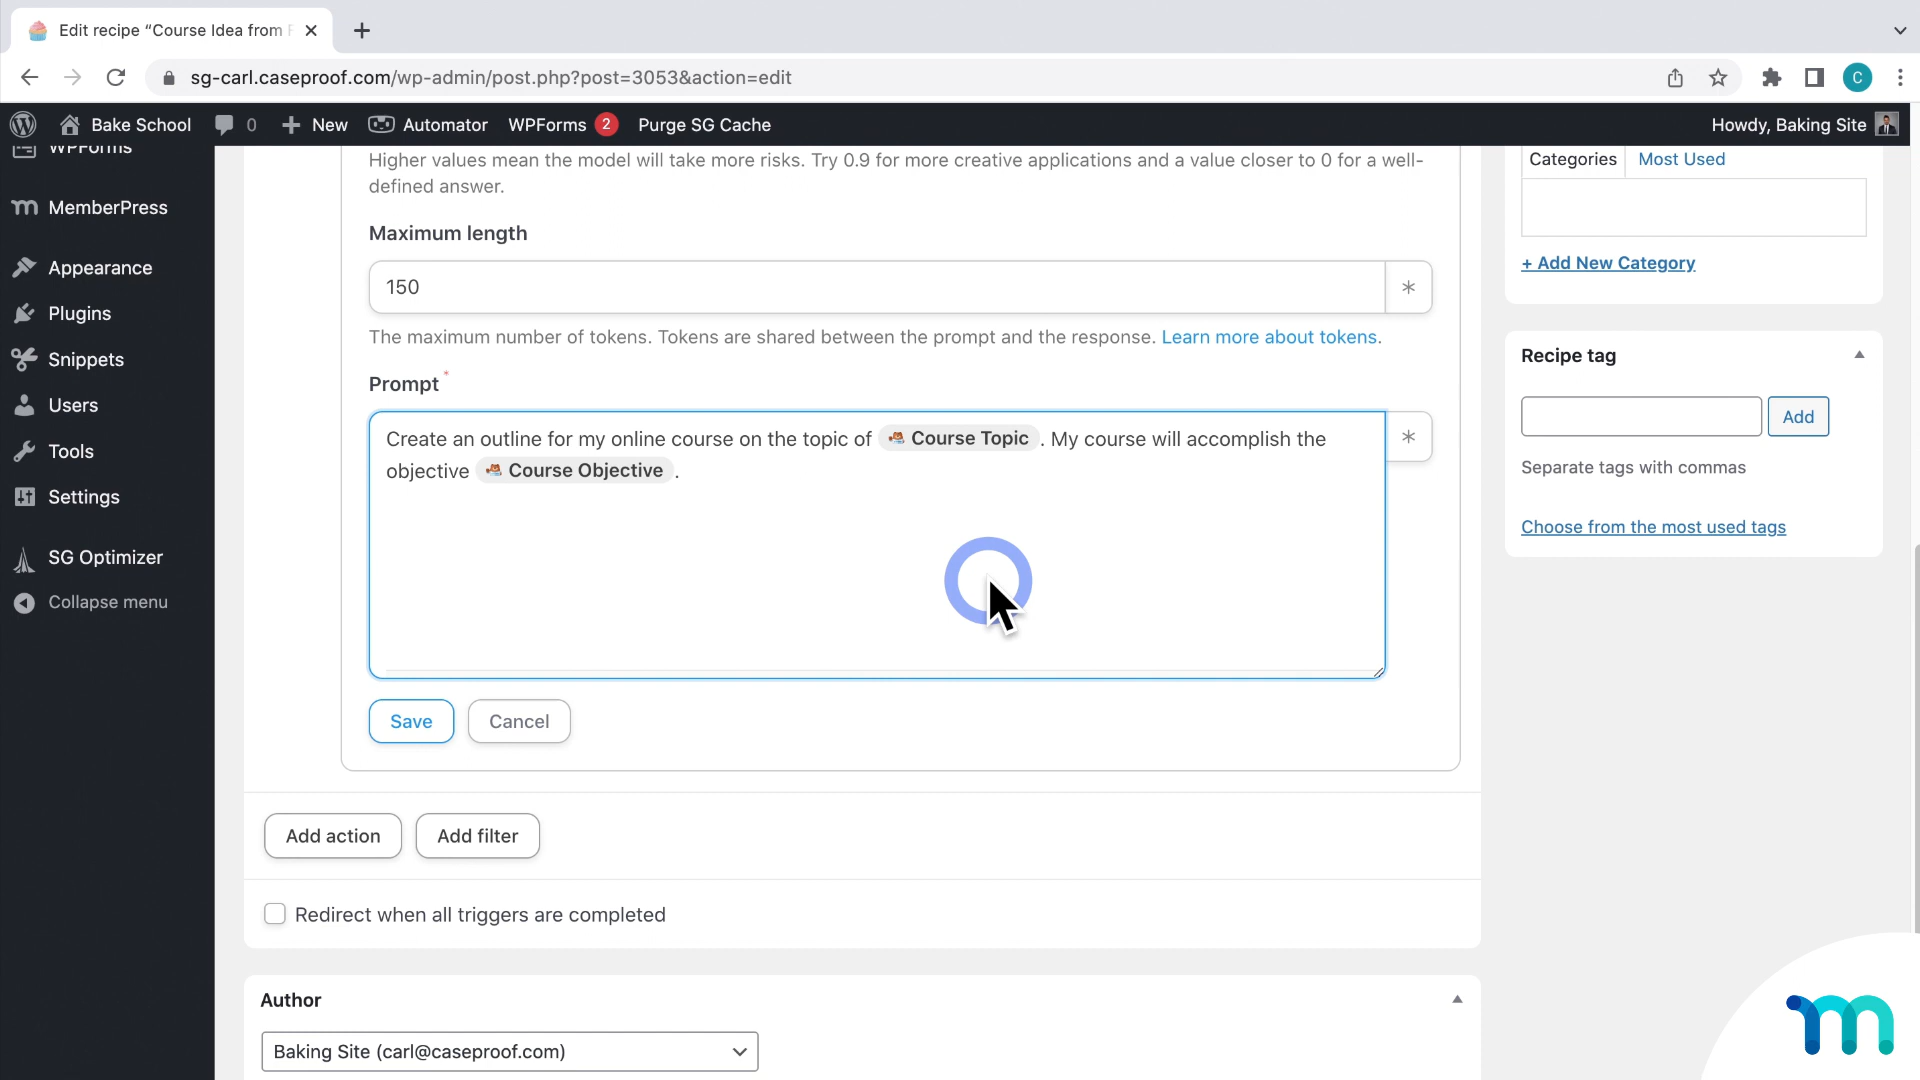 Edit recipe “Course Idea from F
sg-carl.caseproof.com/wp-admin/post.php?post=3053&action=edit
C
Bake School
0
New
Automator
WPForms 2
Purge SG Cache
Howdy, Baking Site
WPForms
MemberPress
Appearance
Plugins
Snippets
Users
Tools
Settings
SG Optimizer
Collapse menu
Higher values mean the model will take more risks. Try 0.9 for more creative applications and a value closer to 0 for a well-
defined answer.
Maximum length
150
*
The maximum number of tokens. Tokens are shared between the prompt and the response. Learn more about tokens.
Prompt *
Create an outline for my online course on the topic of Course Topic . My course will accomplish the
objective Course Objective .
*
Save
Cancel
Add action
Add filter
Redirect when all triggers are completed
Author
Baking Site (carl@caseproof.com)
Categories
Most Used
+ Add New Category
Recipe tag
Add
Separate tags with commas
Choose from the most used tags
m